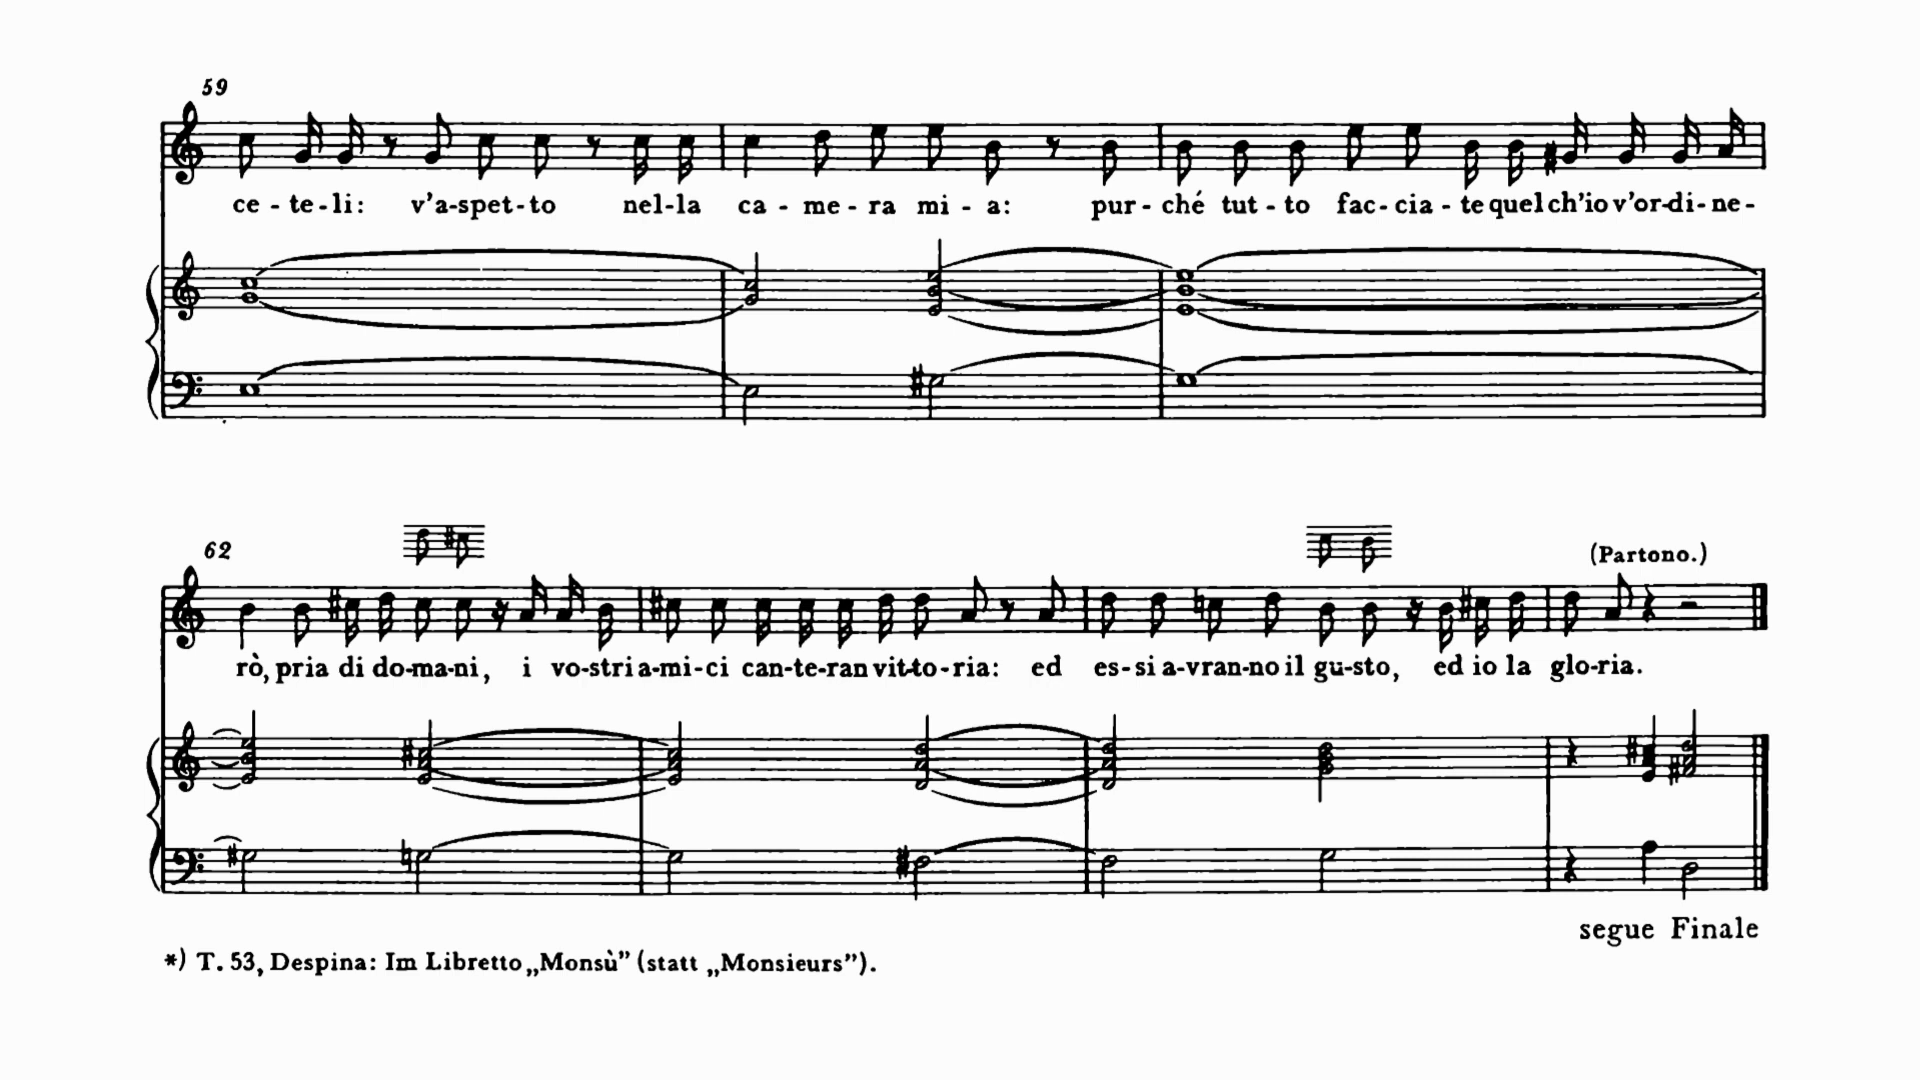 59
ce - te - li: v'a-spet-to nel-la ca - me - ra mi - a: pur - ché tut - to fac - cia - te quel ch'io v'or-di-ne-
62
(Partono.)
rò, pria di do-ma-ni, i vo-stri a-mi-ci can-te-ran vit-to-ria: ed es-si a-vran-no il gu-sto, ed io la glo-ria.
segue Finale
*) T. 53, Despina: Im Libretto „Monsù” (statt „Monsieurs”).